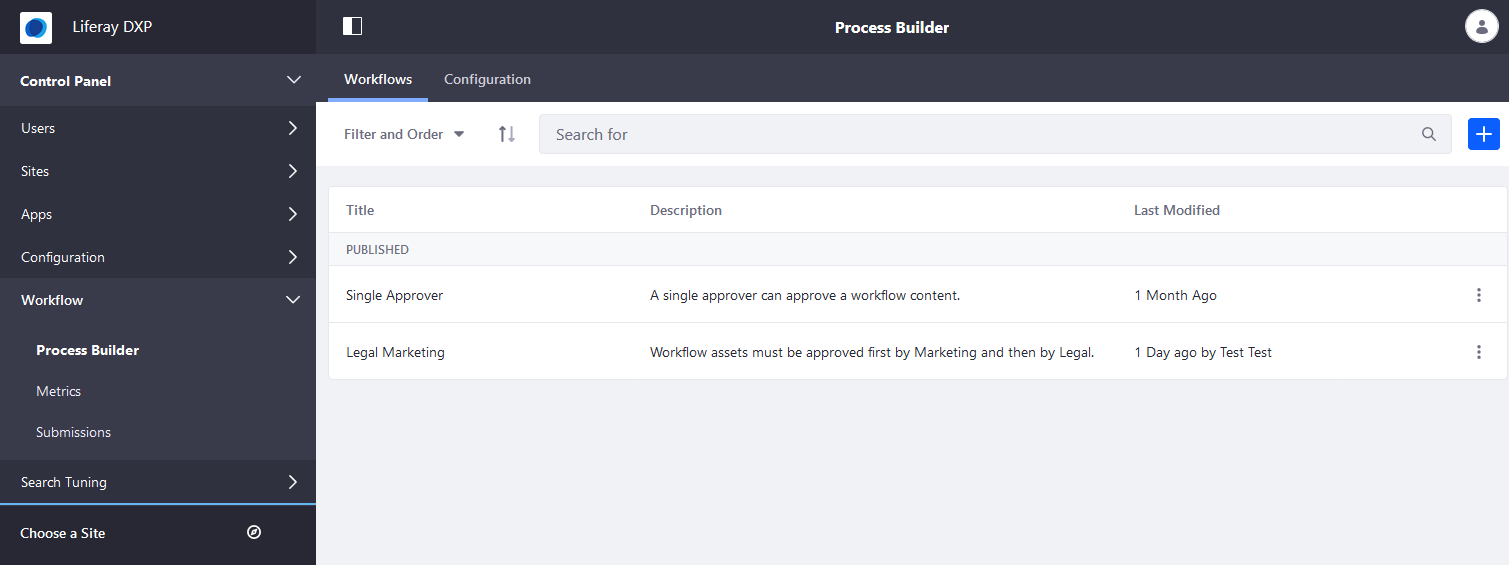 Liferay DXP
Process Builder
Control Panel
Workflows Configuration
Users
Filter and Order Search for
Sites
Apps
Title Description Last Modified
PUBLISHED
Configuration
Workflow
Single Approver A single approver can approve a workflow content. 1 Month Ago
Process Builder
Legal Marketing Workflow assets must be approved first by Marketing and then by Legal. 1 Day ago by Test Test
Metrics
Submissions
Search Tuning
Choose a Site